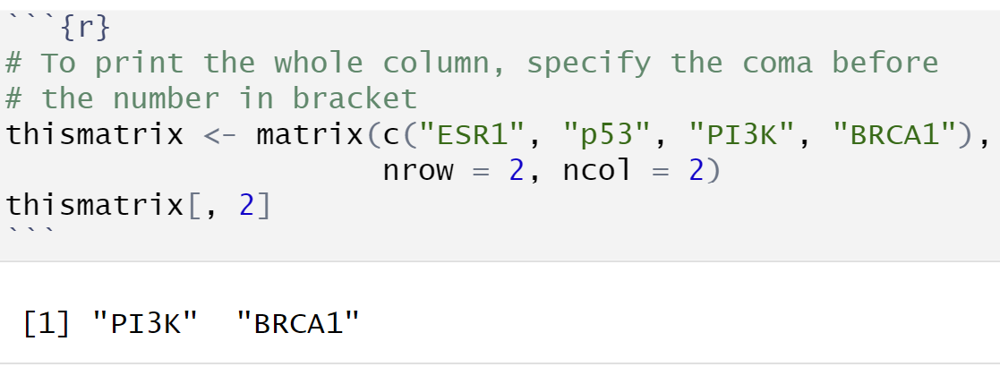 ```{r}
# To print the whole column, specify the coma before
# the number in bracket
thismatrix <- matrix(c("ESR1", "p53", "PI3K", "BRCA1"),
                     nrow = 2, ncol = 2)
thismatrix[, 2]
```
[1] "PI3K"  "BRCA1"